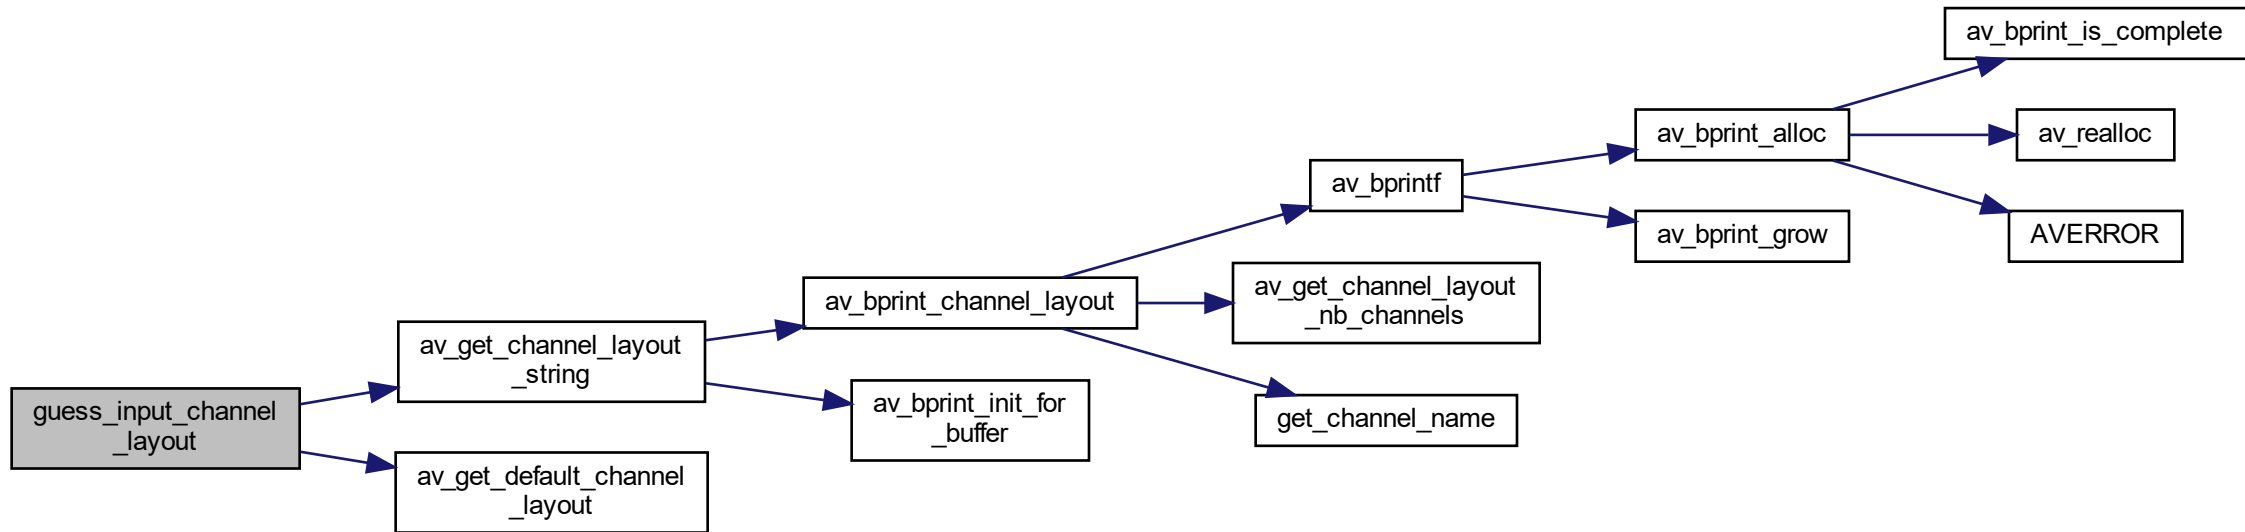 av_bprint_is_complete
av_bprint_alloc
av_realloc
av_bprintf
av_bprint_grow
AVERROR
av_bprint_channel_layout
av_get_channel_layout
_nb_channels
av_get_channel_layout
_string
guess_input_channel
_layout
av_bprint_init_for
_buffer
get_channel_name
av_get_default_channel
_layout